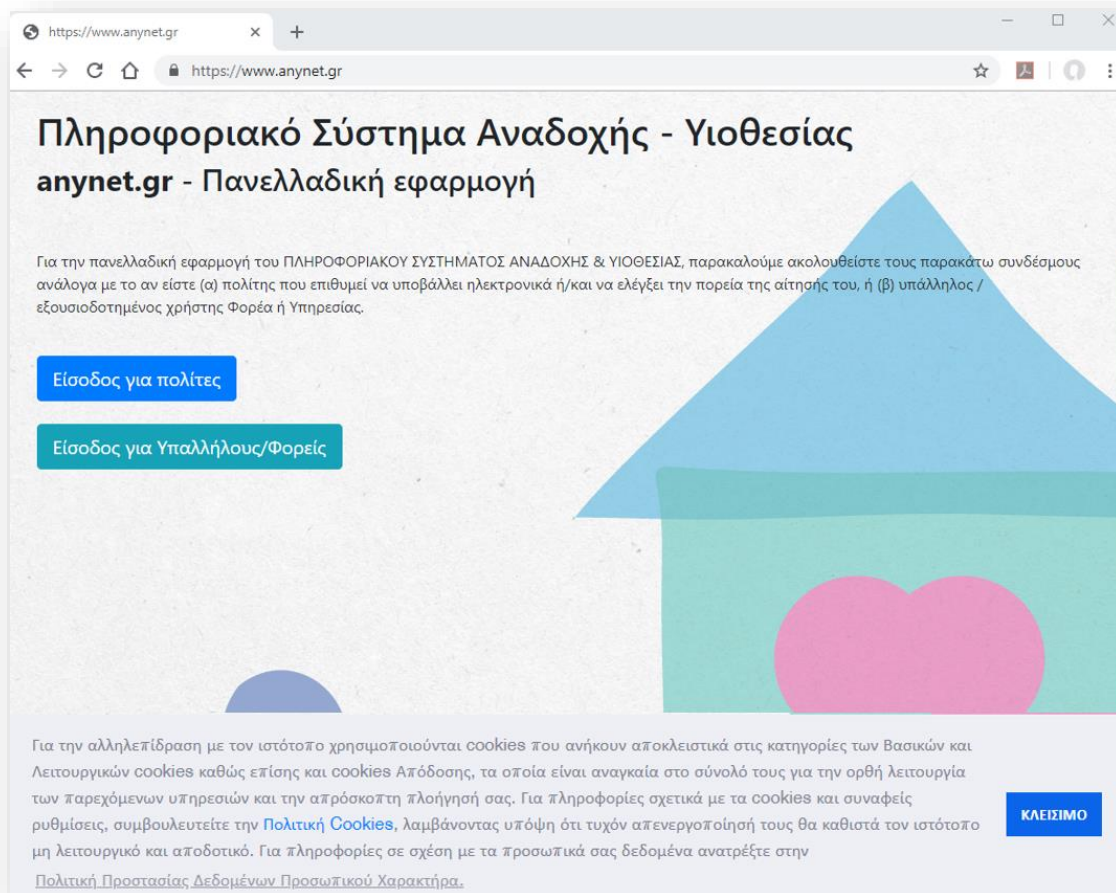 https://www.anynet.gr
https://www.anynet.gr
Πληροφοριακό Σύστημα Αναδοχής - Υιοθεσίας
anynet.gr - Πανελλαδική εφαρμογή
Για την πανελλαδική εφαρμογή του ΠΛΗΡΟΦΟΡΙΑΚΟΥ ΣΥΣΤΗΜΑΤΟΣ ΑΝΑΔΟΧΗΣ & ΥΙΟΘΕΣΙΑΣ, παρακαλούμε ακολουθείστε τους παρακάτω συνδέσμους
ανάλογα με το αν είστε (α) πολίτης που επιθυμεί να υποβάλλει ηλεκτρονικά ή/και να ελέγξει την πορεία της αίτησής του, ή (β) υπάλληλος /
εξουσιοδοτημένος χρήστης Φορέα ή Υπηρεσίας.
Είσοδος για πολίτες
Είσοδος για Υπαλλήλους/Φορείς
Για την αλληλεπίδραση με τον ιστότοπο χρησιμοποιούνται cookies που ανήκουν αποκλειστικά στις κατηγορίες των Βασικών και
Λειτουργικών cookies καθώς επίσης και cookies Απόδοσης, τα οποία είναι αναγκαία στο σύνολό τους για την ορθή λειτουργία
των παρεχόμενων υπηρεσιών και την απρόσκοπτη πλοήγησή σας. Για πληροφορίες σχετικά με τα cookies και συναφείς
ρυθμίσεις, συμβουλευτείτε την Πολιτική Cookies, λαμβάνοντας υπόψη ότι τυχόν απενεργοποίησή τους θα καθιστά τον ιστότοπο
μη λειτουργικό και αποδοτικό. Για πληροφορίες σε σχέση με τα προσωπικά σας δεδομένα ανατρέξτε στην
Πολιτική Προστασίας Δεδομένων Προσωπικού Χαρακτήρα.
ΚΛΕΙΣΙΜΟ